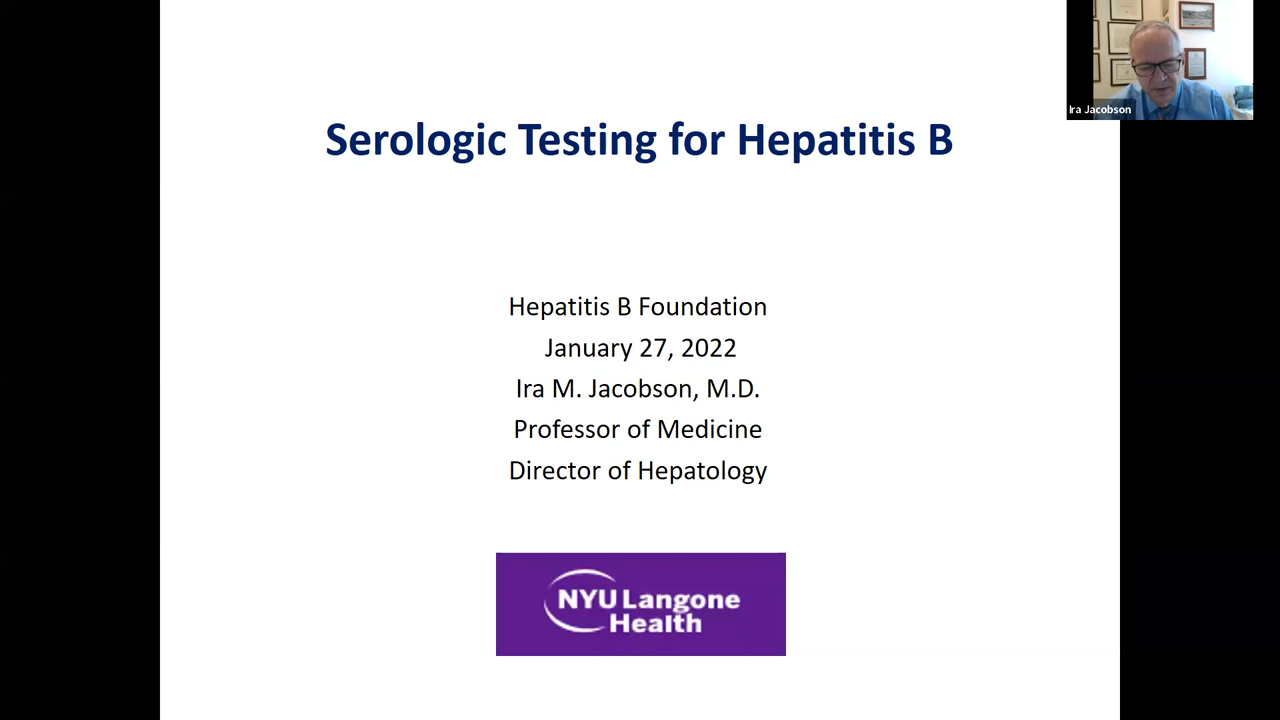 Serologic Testing for Hepatitis B
Hepatitis B Foundation
January 27, 2022
Ira M. Jacobson, M.D.
Professor of Medicine
Director of Hepatology
NYU Langone
Health
Ira Jacobson